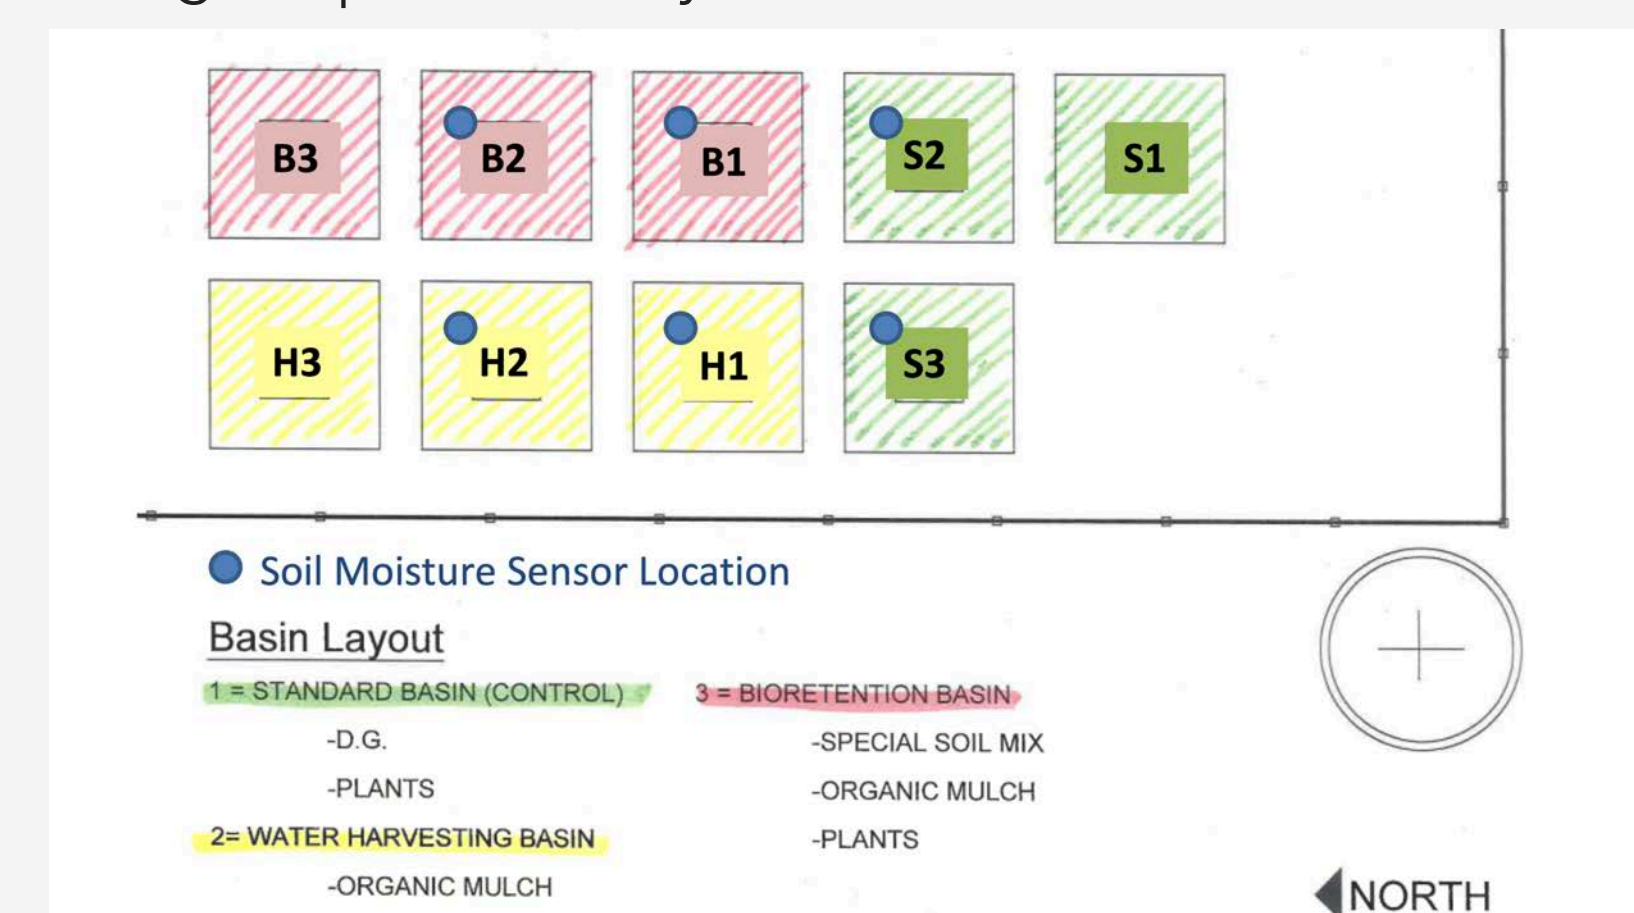 B3 B2 B1 S2 S1
H3 H2 H1 S3
Soil Moisture Sensor Location
Basin Layout
1 = STANDARD BASIN (CONTROL)
-D.G.
-PLANTS
2= WATER HARVESTING BASIN
-ORGANIC MULCH
3 = BIORETENTION BASIN
-SPECIAL SOIL MIX
-ORGANIC MULCH
-PLANTS
NORTH